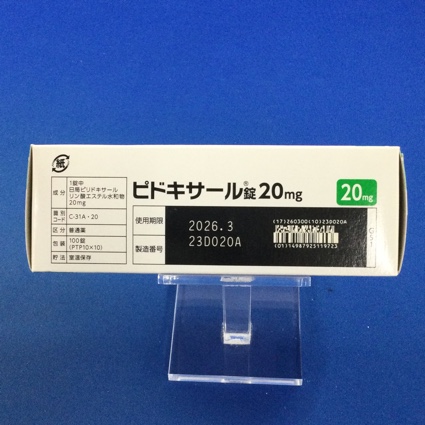 紙
成分
1錠中
日局ピリドキサール
リン酸エステル水和物
20mg
識別
コード
C-31A・20
区分
普通薬
包装
100錠
(PTP10×10)
貯法
室温保存
ピドキサール®錠20mg
20mg
使用期限
2026.3
製造番号
23D020A
(17)260300(10)23D020A
(01)14987923119723